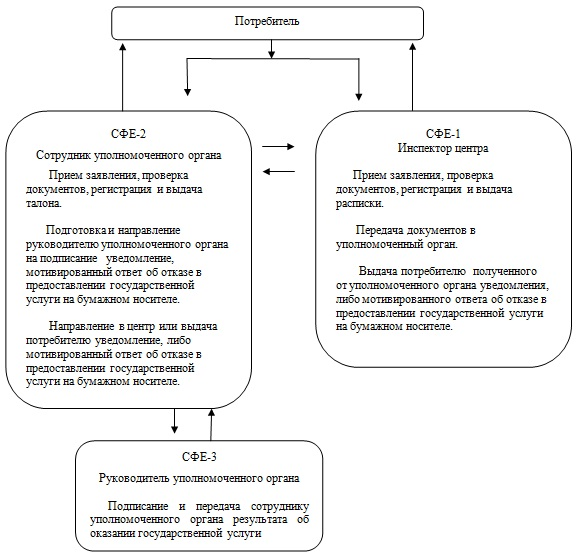 Потребитель
СФЕ-2
Сотрудник уполномоченного органа
Прием заявления, проверка
документов, регистрация и выдача
талона.
Подготовка и направление
руководителю уполномоченного органа
на подписание уведомление,
мотивированный ответ об отказе в
предоставлении государственной
услуги на бумажном носителе.
Направление в центр или выдача
потребителю уведомление, либо
мотивированный ответ об отказе в
предоставлении государственной
услуги на бумажном носителе.
СФЕ-1
Инспектор центра
Прием заявления, проверка
документов, регистрация и выдача
расписки.
Передача документов в
уполномоченный орган.
Выдача потребителю полученного
от уполномоченного органа уведомления,
либо мотивированного ответа об отказе в
предоставлении государственной услуги
на бумажном носителе.
СФЕ-3
Руководитель уполномоченного органа
Подписание и передача сотруднику
уполномоченного органа результата об
оказании государственной услуги